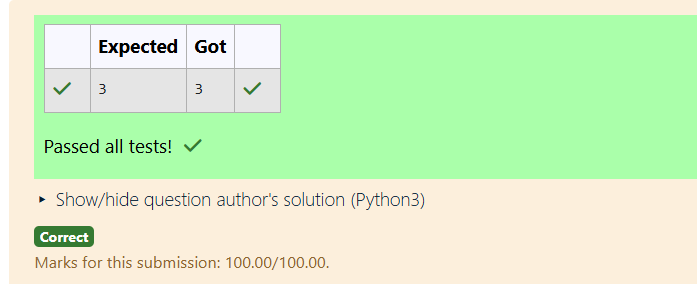 Expected Got
3 3
Passed all tests!
Show/hide question author's solution (Python3)
Correct
Marks for this submission: 100.00/100.00.